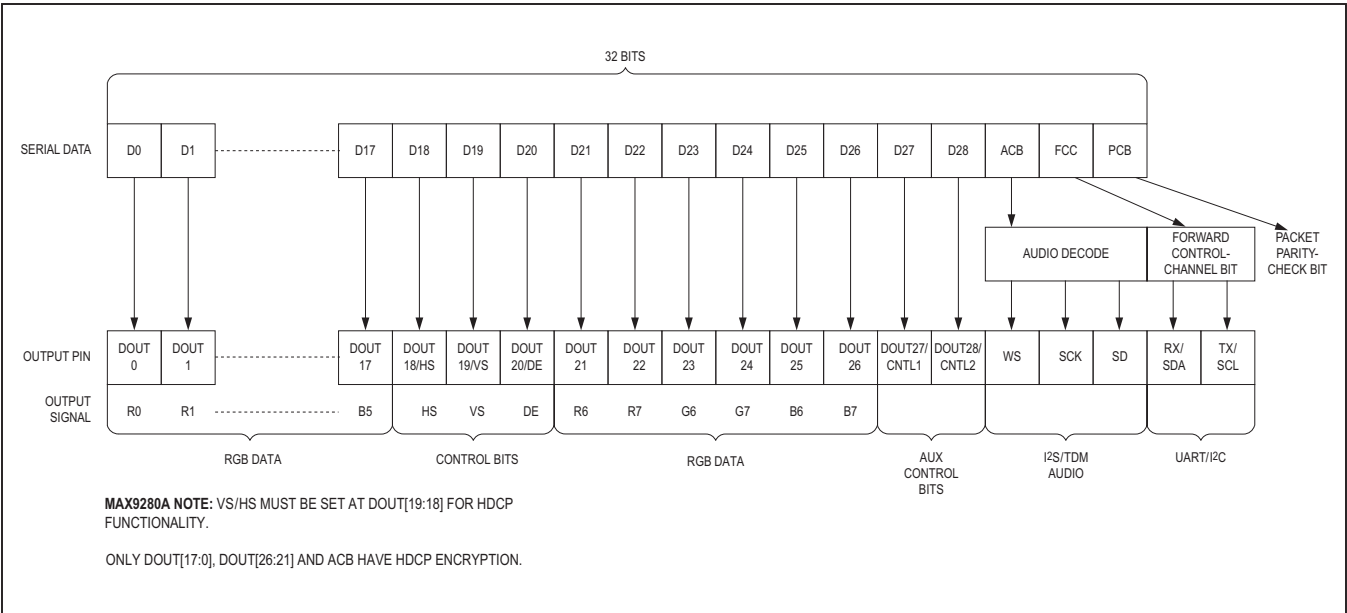 32 BITS
SERIAL DATA D0 D1 D17 D18 D19 D20 D21 D22 D23 D24 D25 D26 D27 D28 ACB FCC PCB
AUDIO DECODE
FORWARD
CONTROL-
CHANNEL BIT
PACKET
PARITY-
CHECK BIT
OUTPUT PIN
DOUT
0
DOUT
1
DOUT
17
DOUT
18/HS
DOUT
19/VS
DOUT
20/DE
DOUT
21
DOUT
22
DOUT
23
DOUT
24
DOUT
25
DOUT
26
DOUT27/
CNTL1
DOUT28/
CNTL2
WS
SCK
SD
RX/
SDA
TX/
SCL
OUTPUT
SIGNAL
R0 R1 B5 HS VS DE R6 R7 G6 G7 B6 B7
RGB DATA
CONTROL BITS
RGB DATA
AUX
CONTROL
BITS
I2S/TDM
AUDIO
UART/I2C
MAX9280A NOTE: VS/HS MUST BE SET AT DOUT[19:18] FOR HDCP
FUNCTIONALITY.
ONLY DOUT[17:0], DOUT[26:21] AND ACB HAVE HDCP ENCRYPTION.